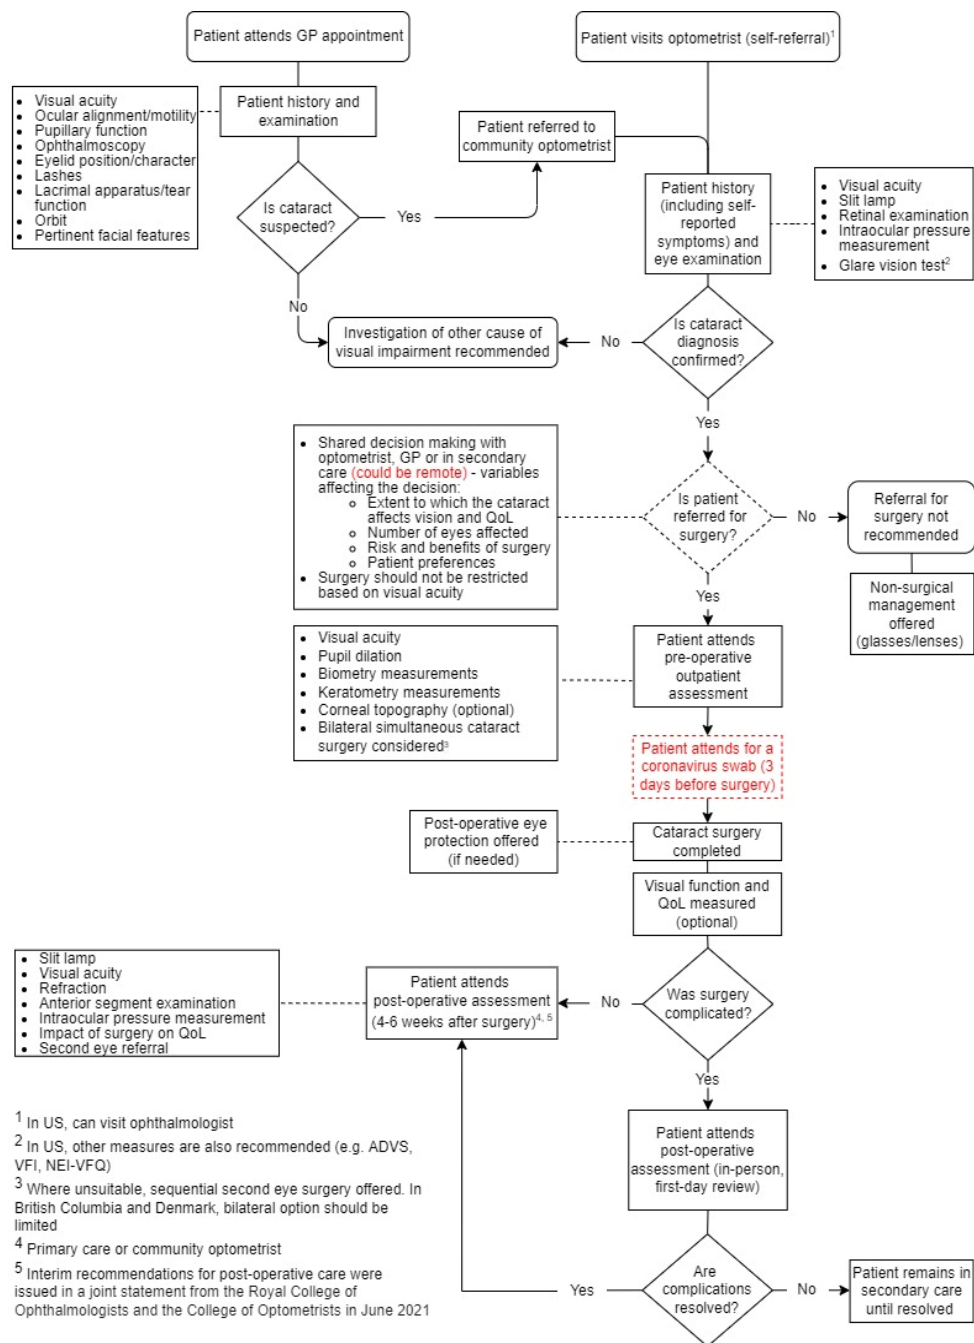 Patient attends GP appointment
Patient visits optometrist (self-referral)1
• Visual acuity
• Ocular alignment/motility
• Pupillary function
• Ophthalmoscopy
• Eyelid position/character
• Lashes
• Lacrimal apparatus/tear
function
• Orbit
• Pertinent facial features
Patient history and
examination
Patient referred to
community optometrist
Is cataract
suspected?
Yes
No
Patient history
(including self-
reported
symptoms) and
eye examination
• Visual acuity
• Slit lamp
• Retinal examination
• Intraocular pressure
measurement
• Glare vision test2
Investigation of other cause of
visual impairment recommended
No
Is cataract
diagnosis
confirmed?
Yes
• Shared decision making with
optometrist, GP or in secondary
care (could be remote) - variables
affecting the decision:
o Extent to which the cataract
affects vision and QoL
o Number of eyes affected
o Risk and benefits of surgery
o Patient preferences
• Surgery should not be restricted
based on visual acuity
Is patient
referred for
surgery?
No
Referral for
surgery not
recommended
Non-surgical
management
offered
(glasses/lenses)
Yes
• Visual acuity
• Pupil dilation
• Biometry measurements
• Keratometry measurements
• Corneal topography (optional)
• Bilateral simultaneous cataract
surgery considered3
Patient attends
pre-operative
outpatient
assessment
Patient attends for a
coronavirus swab (3
days before surgery)
Post-operative eye
protection offered
(if needed)
Cataract surgery
completed
Visual function and
QoL measured
(optional)
• Slit lamp
• Visual acuity
• Refraction
• Anterior segment examination
• Intraocular pressure measurement
• Impact of surgery on QoL
• Second eye referral
Patient attends
post-operative assessment
(4-6 weeks after surgery)4, 5
No
Was surgery
complicated?
Yes
Patient attends
post-operative
assessment (in-person,
first-day review)
Yes
Are
complications
resolved?
No
Patient remains in
secondary care
until resolved
1 In US, can visit ophthalmologist
2 In US, other measures are also recommended (e.g. ADVS,
VFI, NEI-VFQ)
3 Where unsuitable, sequential second eye surgery offered. In
British Columbia and Denmark, bilateral option should be
limited
4 Primary care or community optometrist
5 Interim recommendations for post-operative care were
issued in a joint statement from the Royal College of
Ophthalmologists and the College of Optometrists in June 2021